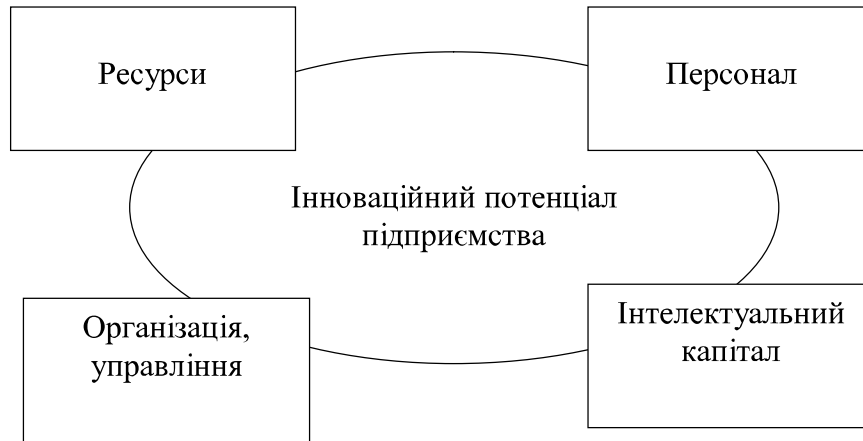 Ресурси
Персонал
Інноваційний потенціал
підприємства
Організація,
управління
Інтелектуальний
капітал